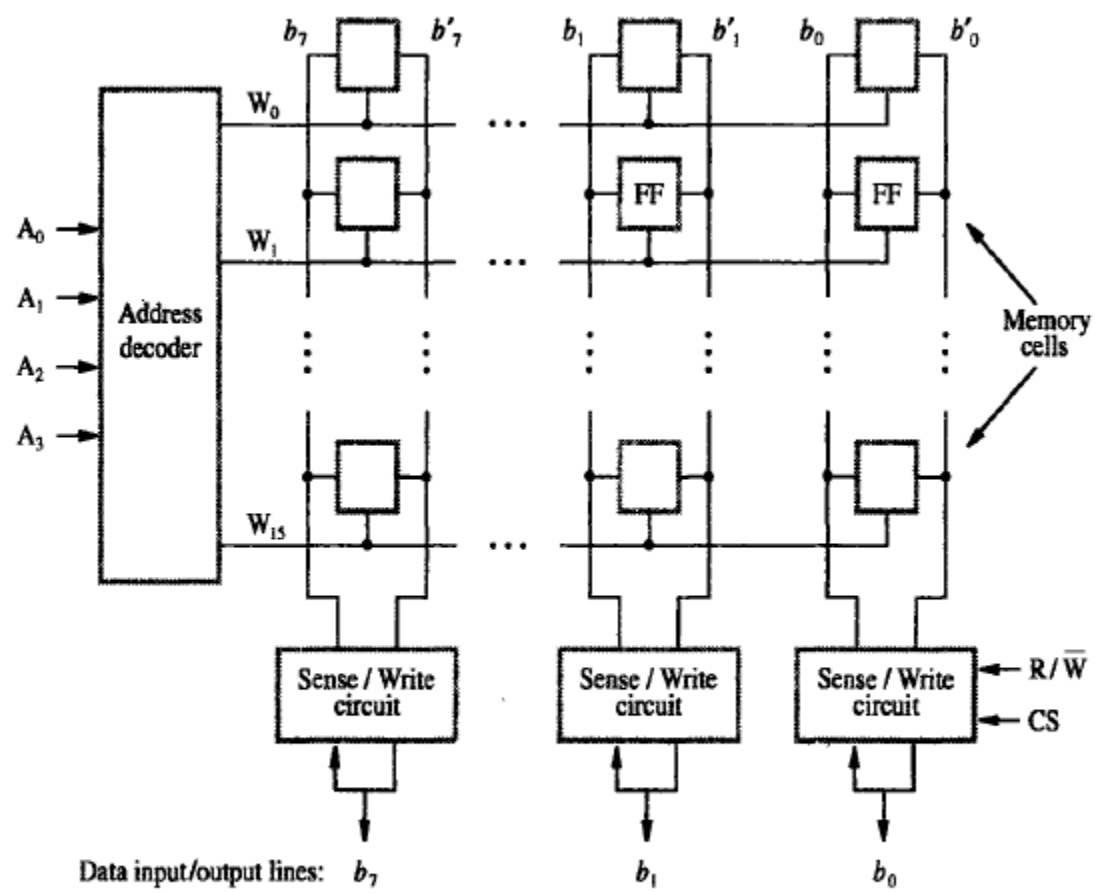 b₇ b′₇ b₁ b′₁ b₀ b′₀
W₀
FF FF
A₀
W₁
A₁
Address
decoder
Memory
cells
A₂
A₃
W₁₅
Sense / Write
circuit
Sense / Write
circuit
Sense / Write
circuit
R / W̅
CS
Data input/output lines: b₇ b₁ b₀